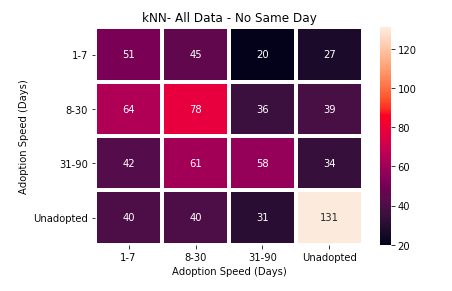 kNN- All Data - No Same Day
Adoption Speed (Days)
1-7
8-30
31-90
Unadopted
51 45 20 27
64 78 36 39
42 61 58 34
40 40 31 131
1-7 8-30 31-90 Unadopted
Adoption Speed (Days)
120
100
80
60
40
20